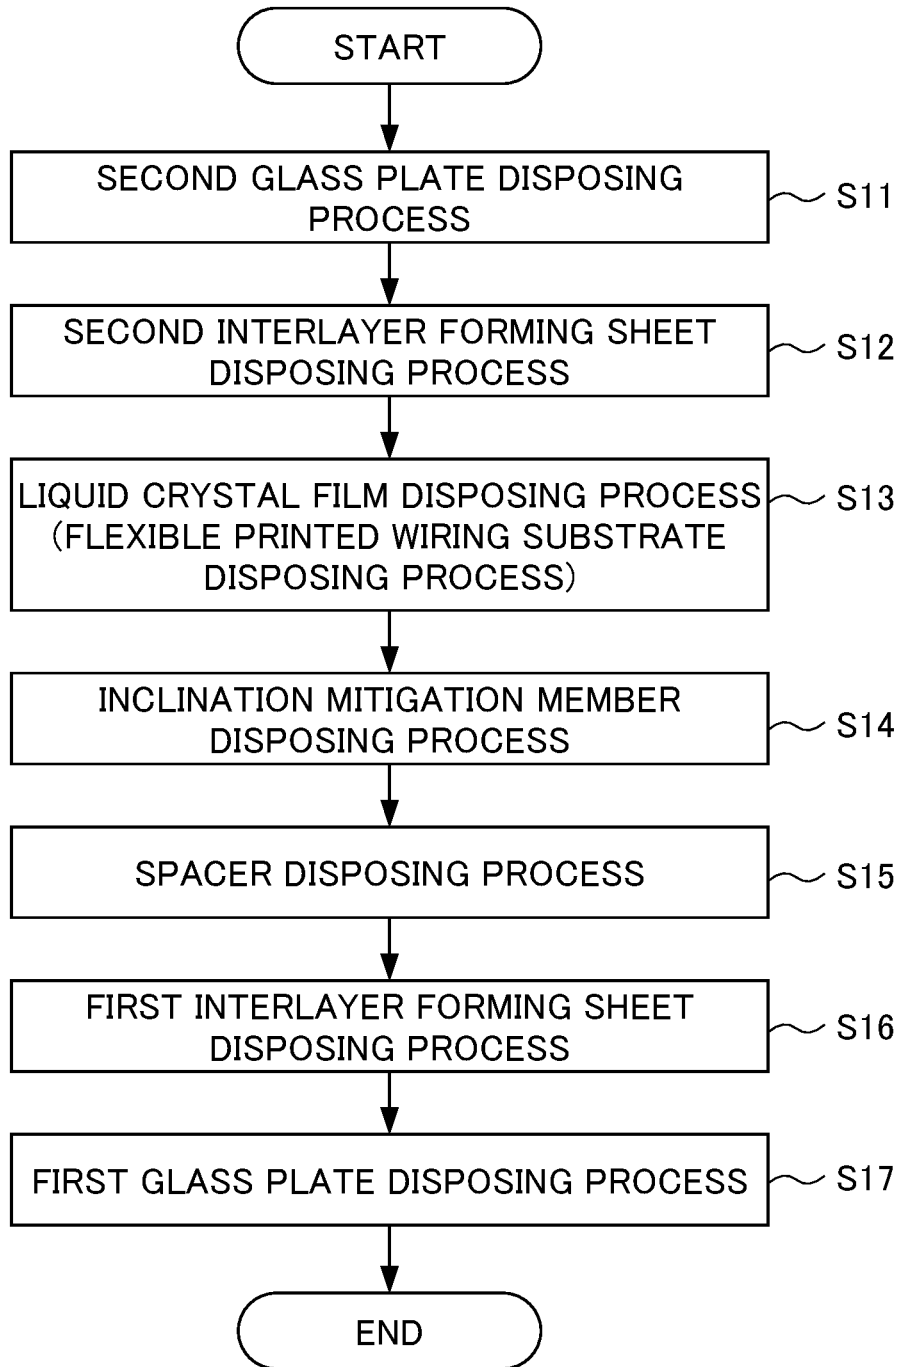 START
SECOND GLASS PLATE DISPOSING
PROCESS
S11
SECOND INTERLAYER FORMING SHEET
DISPOSING PROCESS
S12
LIQUID CRYSTAL FILM DISPOSING PROCESS
(FLEXIBLE PRINTED WIRING SUBSTRATE
DISPOSING PROCESS)
S13
INCLINATION MITIGATION MEMBER
DISPOSING PROCESS
S14
SPACER DISPOSING PROCESS
S15
FIRST INTERLAYER FORMING SHEET
DISPOSING PROCESS
S16
FIRST GLASS PLATE DISPOSING PROCESS
S17
END